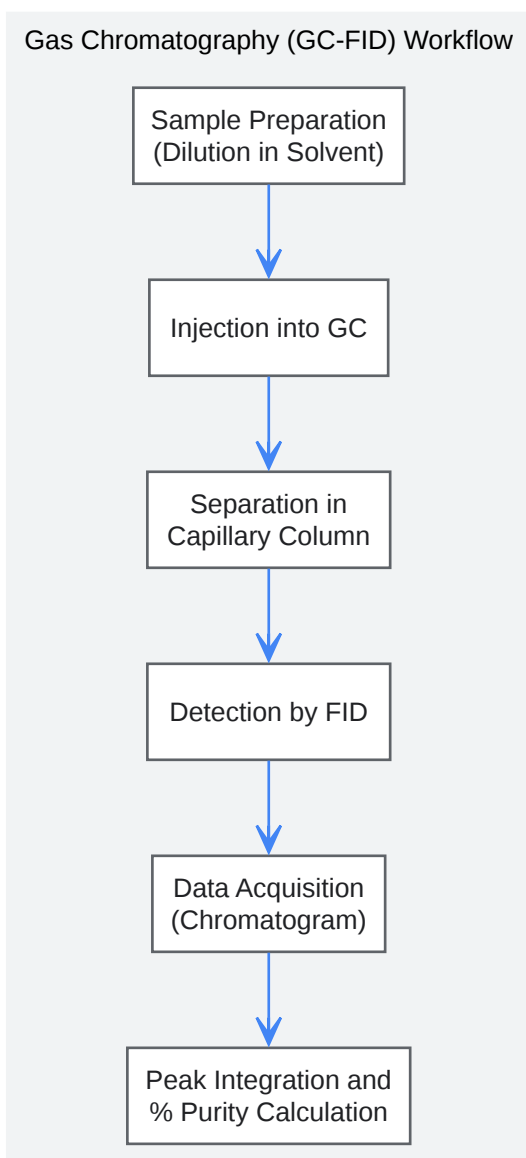 Gas Chromatography (GC-FID) Workflow
Sample Preparation
(Dilution in Solvent)
Injection into GC
Separation in
Capillary Column
Detection by FID
Data Acquisition
(Chromatogram)
Peak Integration and
% Purity Calculation